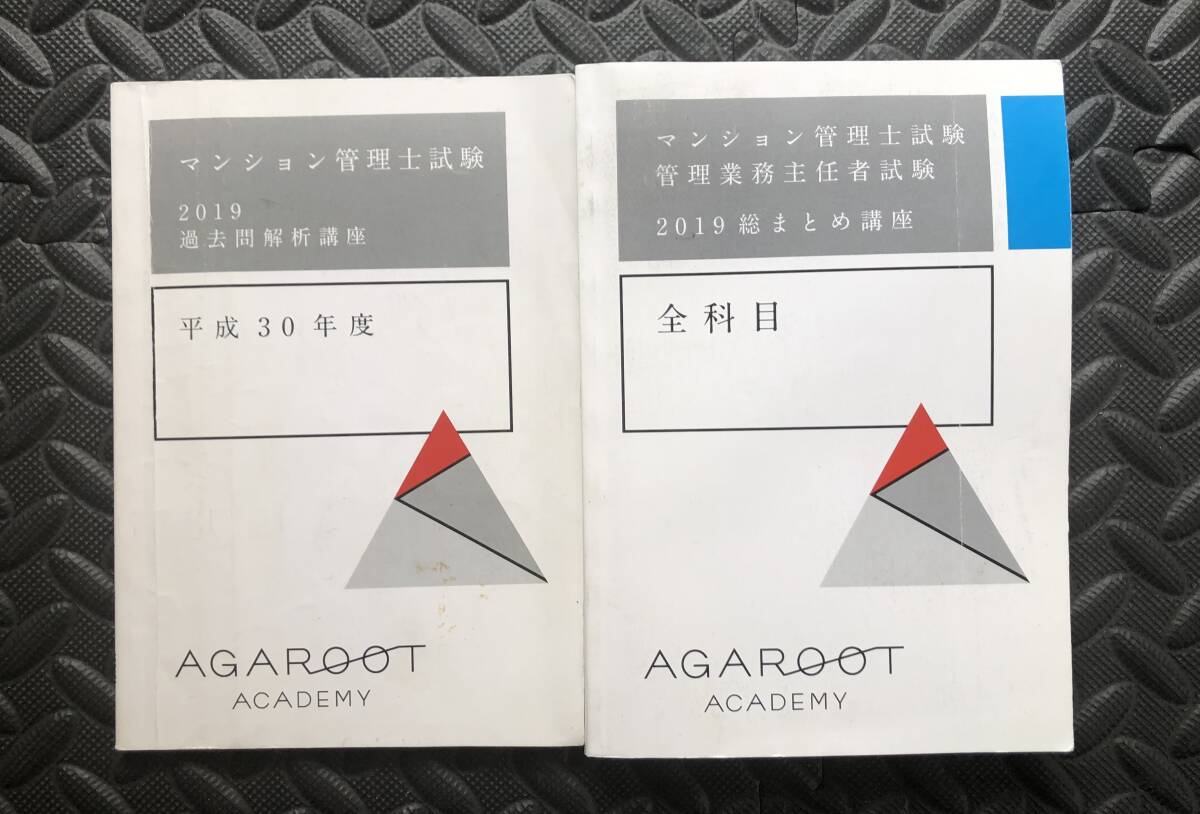 マンション管理士試験
2019
過去問解析講座
平成30年度
AGAROOT
ACADEMY
マンション管理士試験
管理業務主任者試験
2019総まとめ講座
全科目
AGAROOT
ACADEMY